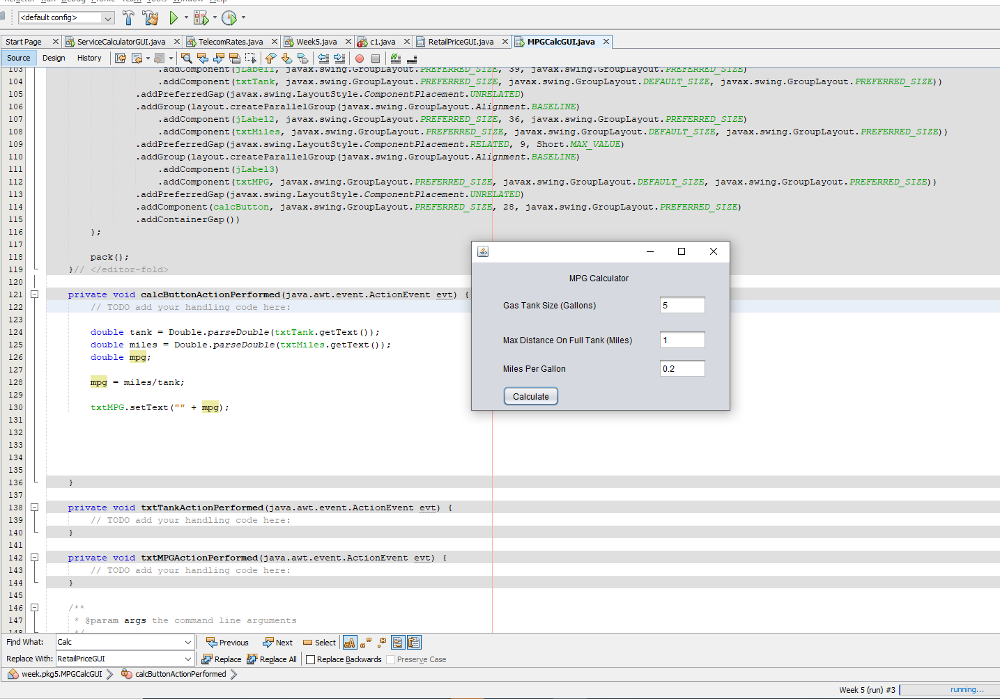 Refactor Run Debug Profile Team Tools Window Help
<default config>
Start Page ServiceCalculatorGUI.java TelecomRates.java Week5.java c1.java RetailPriceGUI.java MPGCalcGUI.java
Source Design History
103 .addComponent(jLabel1, javax.swing.GroupLayout.PREFERRED_SIZE, 39, javax.swing.GroupLayout.PREFERRED_SIZE)
104 .addComponent(txtTank, javax.swing.GroupLayout.PREFERRED_SIZE, javax.swing.GroupLayout.DEFAULT_SIZE, javax.swing.GroupLayout.PREFERRED_SIZE))
105 .addPreferredGap(javax.swing.LayoutStyle.ComponentPlacement.UNRELATED)
106 .addGroup(layout.createParallelGroup(javax.swing.GroupLayout.Alignment.BASELINE)
107 .addComponent(jLabel2, javax.swing.GroupLayout.PREFERRED_SIZE, 36, javax.swing.GroupLayout.PREFERRED_SIZE)
108 .addComponent(txtMiles, javax.swing.GroupLayout.PREFERRED_SIZE, javax.swing.GroupLayout.DEFAULT_SIZE, javax.swing.GroupLayout.PREFERRED_SIZE))
109 .addPreferredGap(javax.swing.LayoutStyle.ComponentPlacement.RELATED, 9, Short.MAX_VALUE)
110 .addGroup(layout.createParallelGroup(javax.swing.GroupLayout.Alignment.BASELINE)
111 .addComponent(jLabel3)
112 .addComponent(txtMPG, javax.swing.GroupLayout.PREFERRED_SIZE, javax.swing.GroupLayout.DEFAULT_SIZE, javax.swing.GroupLayout.PREFERRED_SIZE))
113 .addPreferredGap(javax.swing.LayoutStyle.ComponentPlacement.UNRELATED)
114 .addComponent(calcButton, javax.swing.GroupLayout.PREFERRED_SIZE, 28, javax.swing.GroupLayout.PREFERRED_SIZE)
115 .addContainerGap())
116 );
117
118 pack();
119 }// </editor-fold>
120
121 private void calcButtonActionPerformed(java.awt.event.ActionEvent evt) {
122 // TODO add your handling code here:
123
124 double tank = Double.parseDouble(txtTank.getText());
125 double miles = Double.parseDouble(txtMiles.getText());
126 double mpg;
127
128 mpg = miles/tank;
129
130 txtMPG.setText("" + mpg);
131
132
133
134
135
136 }
137
138 private void txtTankActionPerformed(java.awt.event.ActionEvent evt) {
139 // TODO add your handling code here:
140 }
141
142 private void txtMPGActionPerformed(java.awt.event.ActionEvent evt) {
143 // TODO add your handling code here:
144 }
145
146 /**
147 * @param args the command line arguments
148 */
MPG Calculator
Gas Tank Size (Gallons) 5
Max Distance On Full Tank (Miles) 1
Miles Per Gallon 0.2
Calculate
Find What: Calc Previous Next Select
Replace With: RetailPriceGUI Replace Replace All Replace Backwards Preserve Case
week.pkg5.MPGCalcGUI calcButtonActionPerformed
Week 5 (run) #3 running...